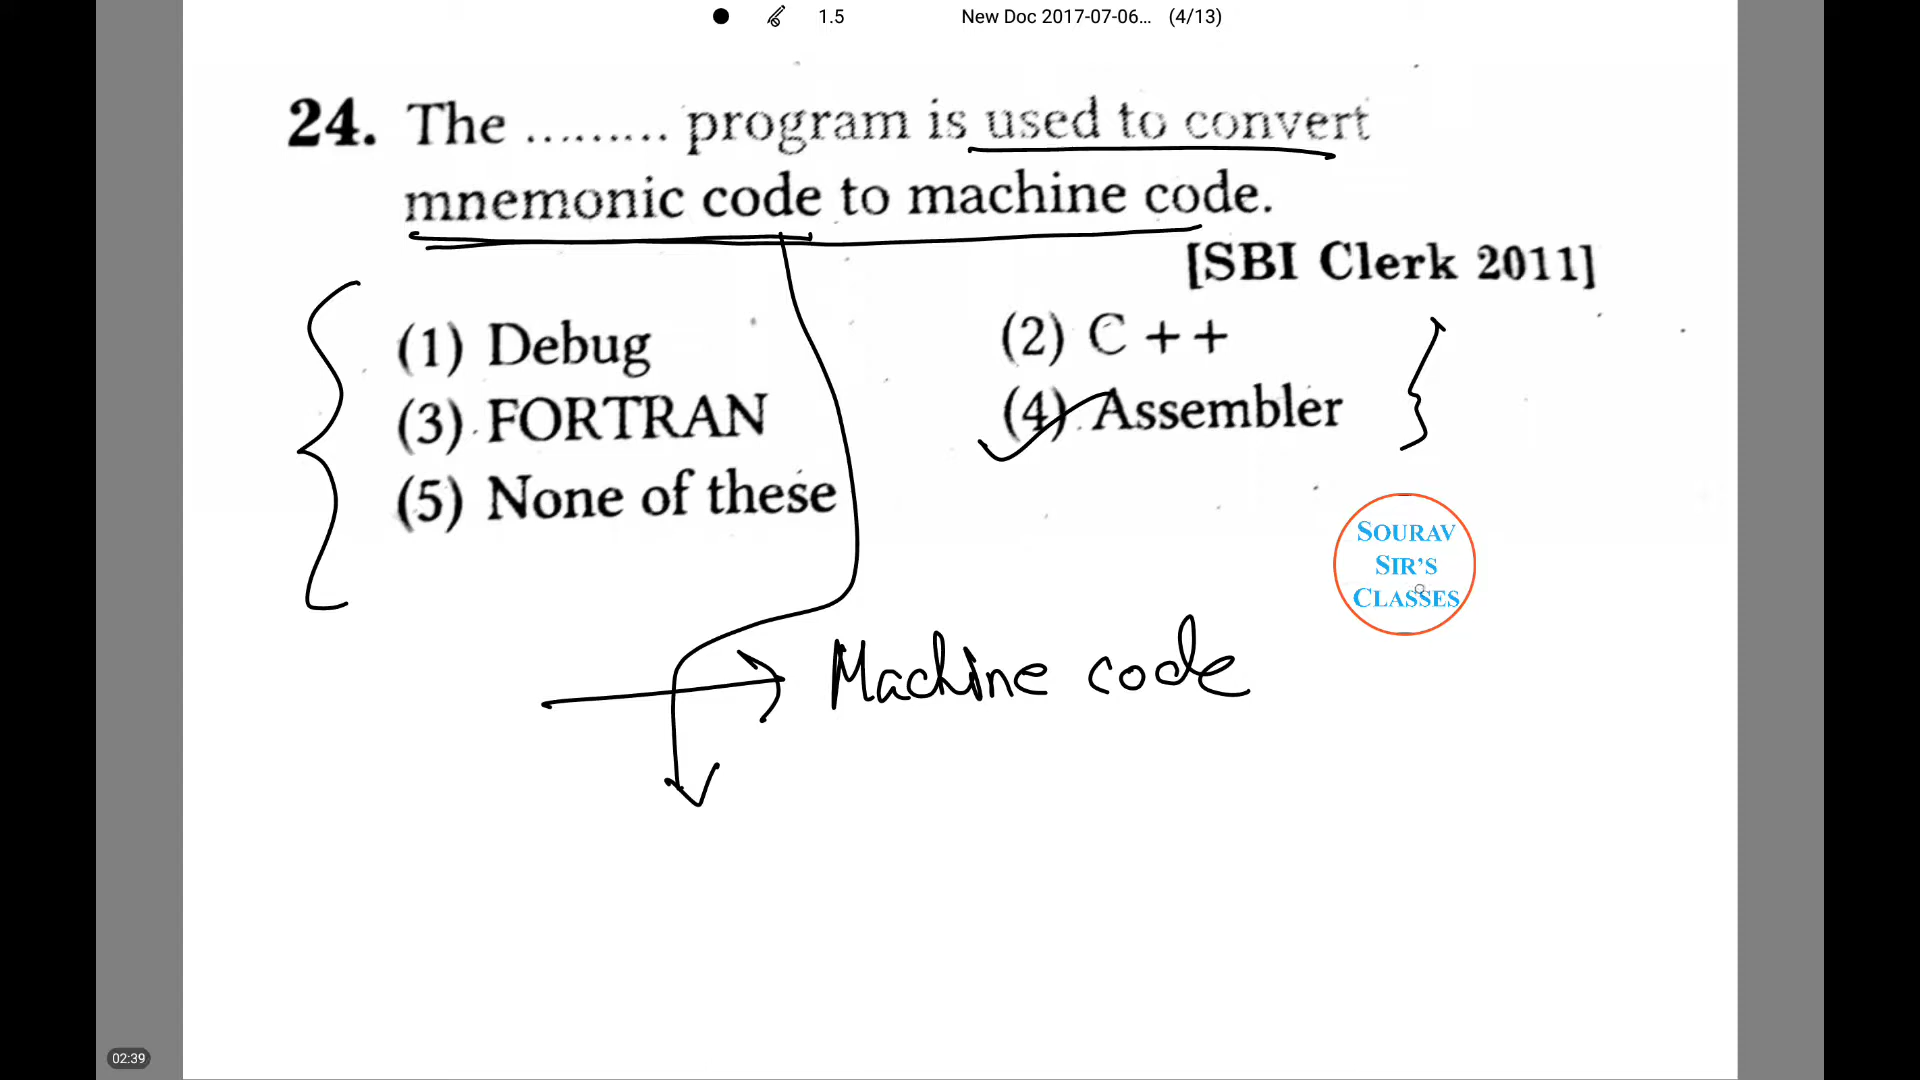 1.5 New Doc 2017-07-06... (4/13)
24. The ......... program is used to convert
mnemonic code to machine code.
[SBI Clerk 2011]
(1) Debug (2) C ++
(3) FORTRAN (4) Assembler
(5) None of these
SOURAV
SIR'S
CLASSES
Machine code
02:39